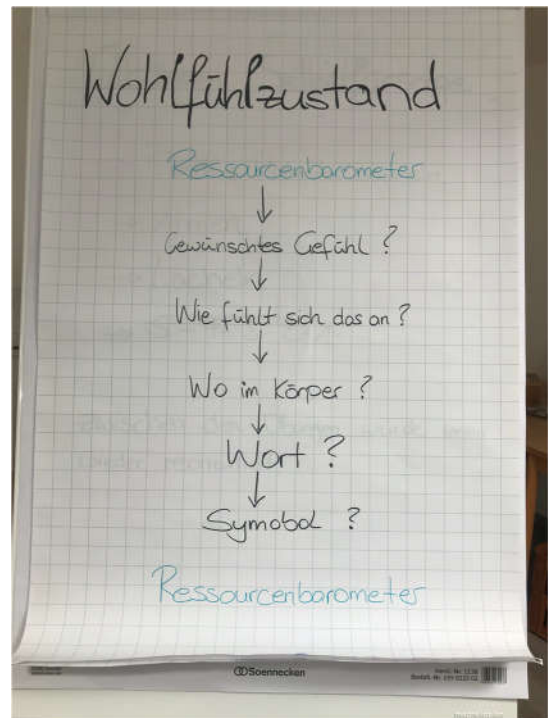 Wohlfühlzustand
Ressourcenbarometer
↓
Gewünschtes Gefühl ?
↓
Wie fühlt sich das an ?
↓
Wo im Körper ?
↓
Wort ?
↓
Symobol ?
Ressourcenbarometer
Soennecken